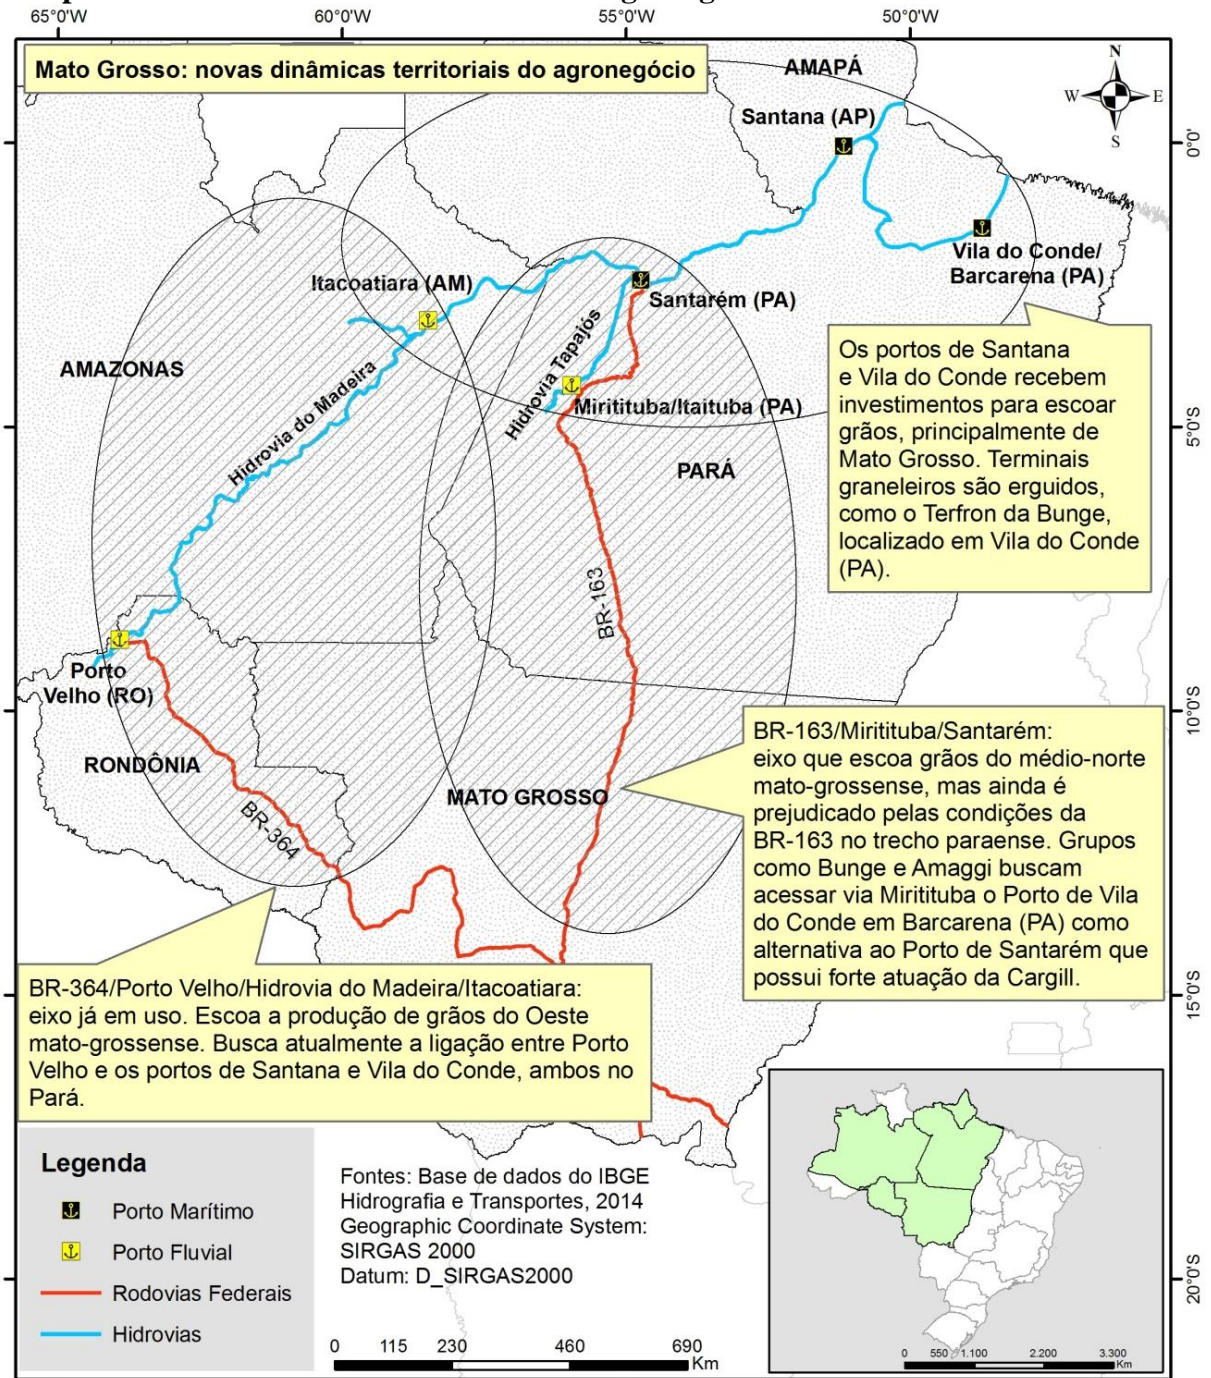 65°0'0"W
60°0'0"W
55°0'0"W
50°0'0"W
Mato Grosso: novas dinâmicas territoriais do agronegócio
N
W
E
S
AMAPÁ
Santana (AP)
0°0'
Vila do Conde/
Barcarena (PA)
Itacoatiara (AM)
Santarém (PA)
Hidrovia Tapajós
AMAZONAS
Hidrovia do Madeira
Miritituba/Itaituba (PA)
5°0'S
PARÁ
Os portos de Santana
e Vila do Conde recebem
investimentos para escoar
grãos, principalmente de
Mato Grosso. Terminais
graneleiros são erguidos,
como o Terfron da Bunge,
localizado em Vila do Conde
(PA).
BR-163
Porto
Velho (RO)
10°0'S
RONDÔNIA
BR-364
MATO GROSSO
BR-163/Miritituba/Santarém:
eixo que escoa grãos do médio-norte
mato-grossense, mas ainda é
prejudicado pelas condições da
BR-163 no trecho paraense. Grupos
como Bunge e Amaggi buscam
acessar via Miritituba o Porto de Vila
do Conde em Barcarena (PA) como
alternativa ao Porto de Santarém que
possui forte atuação da Cargill.
15°0'S
BR-364/Porto Velho/Hidrovia do Madeira/Itacoatiara:
eixo já em uso. Escoa a produção de grãos do Oeste
mato-grossense. Busca atualmente a ligação entre Porto
Velho e os portos de Santana e Vila do Conde, ambos no
Pará.
Legenda
Porto Marítimo
Porto Fluvial
Rodovias Federais
Hidrovias
Fontes: Base de dados do IBGE
Hidrografia e Transportes, 2014
Geographic Coordinate System:
SIRGAS 2000
Datum: D_SIRGAS2000
0 115 230 460 690
Km
20°0'S
0 550 1.100 2.200 3.300
Km